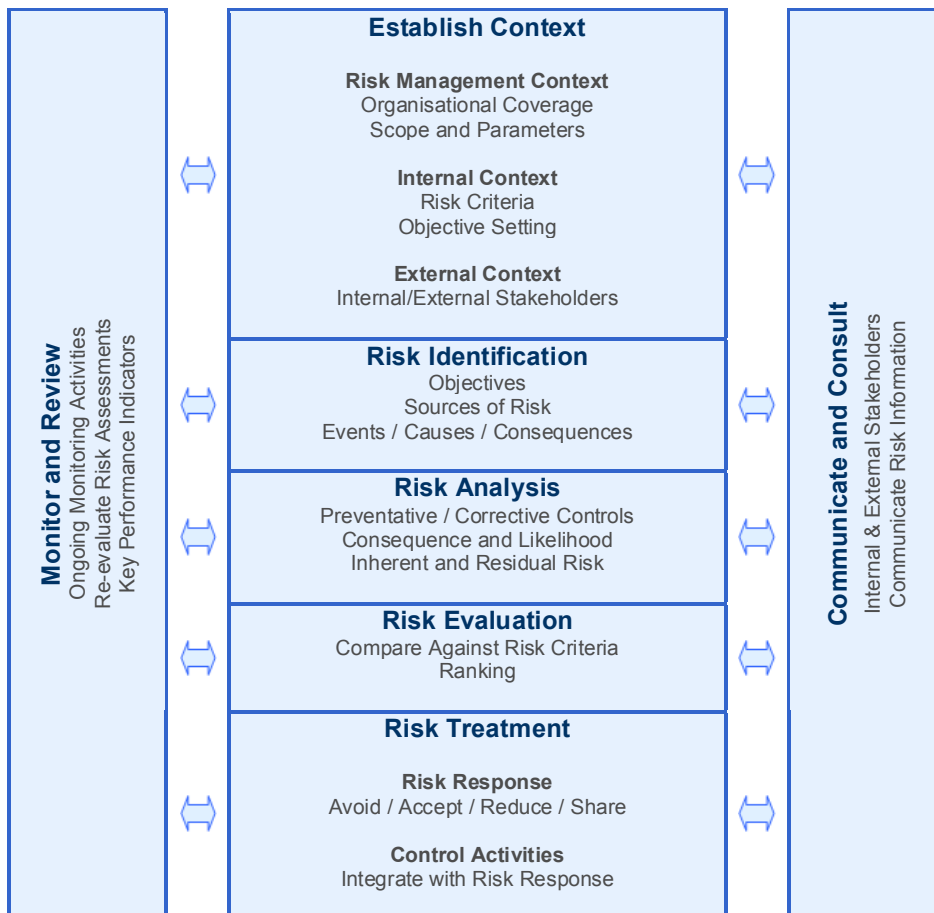 Monitor and Review
Ongoing Monitoring Activities
Re-evaluate Risk Assessments
Key Performance Indicators
Establish Context
Risk Management Context
Organisational Coverage
Scope and Parameters
Internal Context
Risk Criteria
Objective Setting
External Context
Internal/External Stakeholders
Risk Identification
Objectives
Sources of Risk
Events / Causes / Consequences
Risk Analysis
Preventative / Corrective Controls
Consequence and Likelihood
Inherent and Residual Risk
Risk Evaluation
Compare Against Risk Criteria
Ranking
Risk Treatment
Risk Response
Avoid / Accept / Reduce / Share
Control Activities
Integrate with Risk Response
Communicate and Consult
Internal & External Stakeholders
Communicate Risk Information